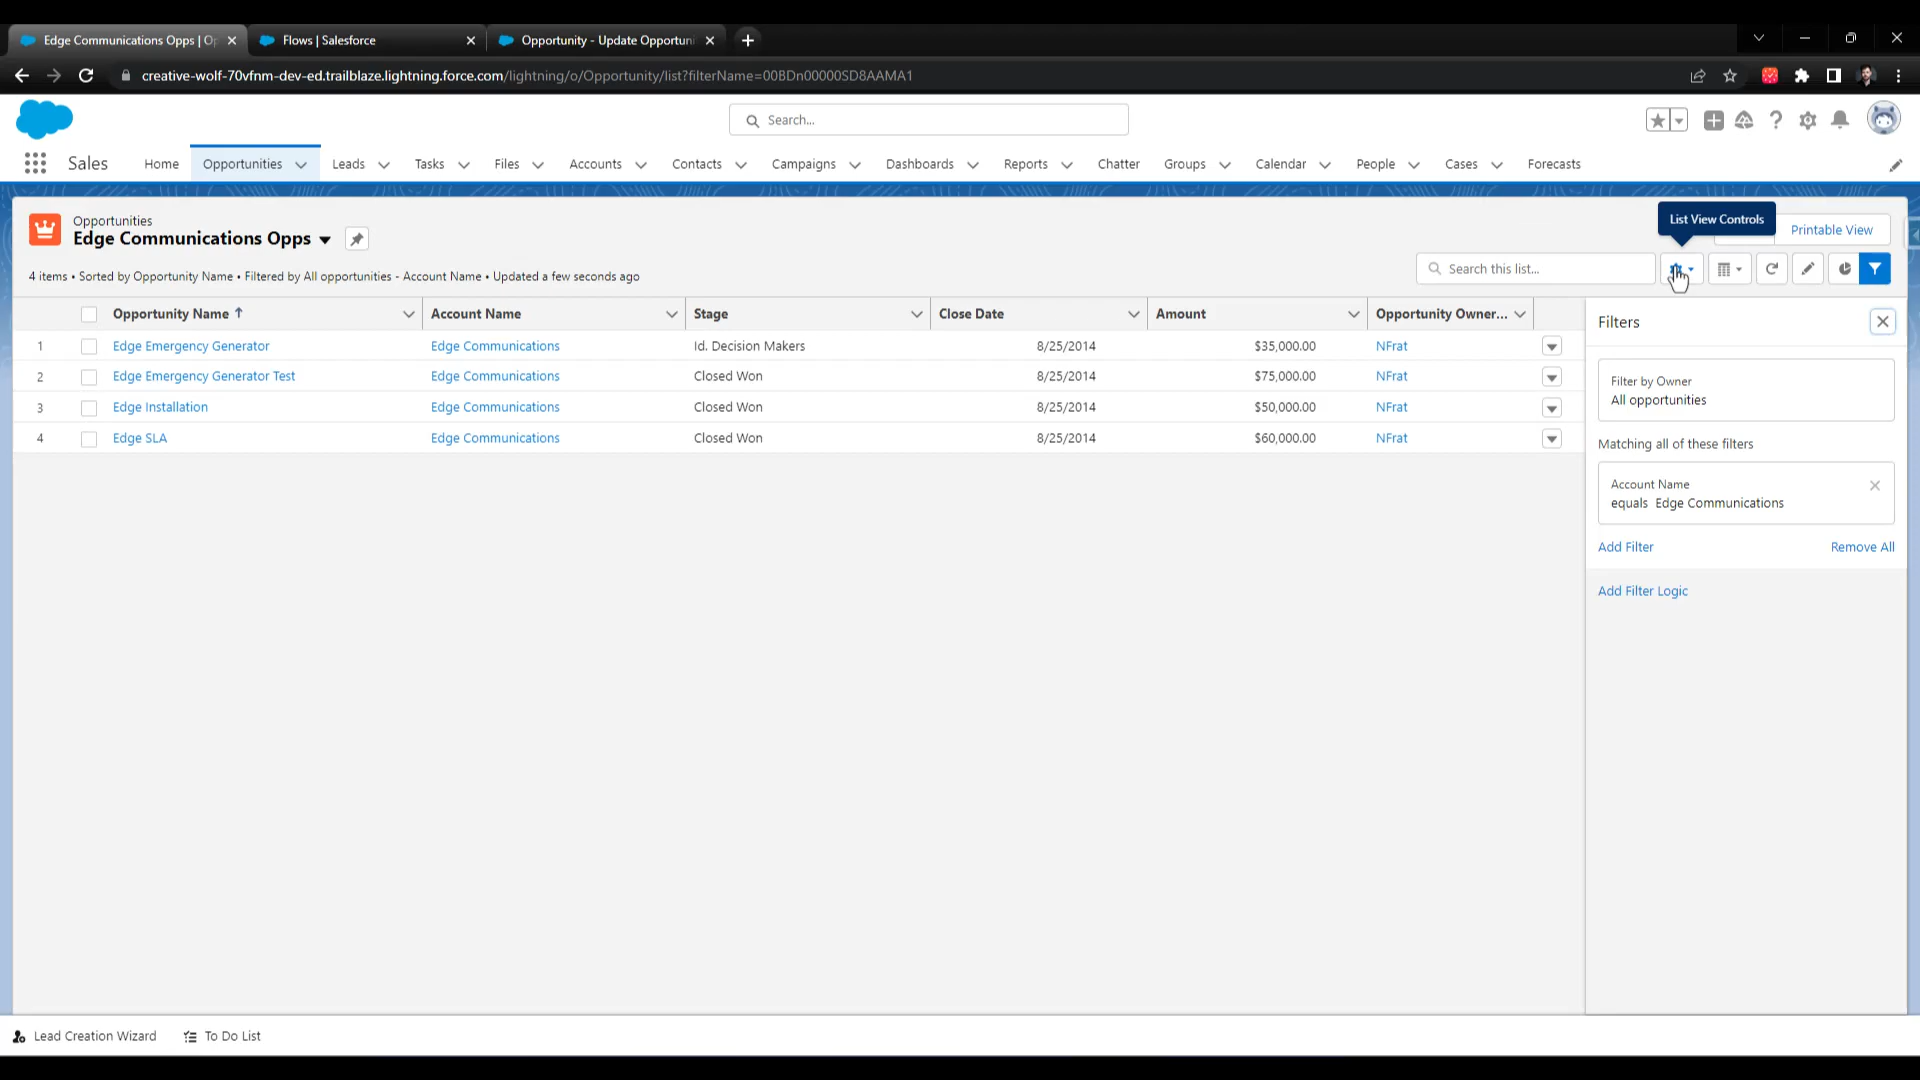 Edge Communications Opps | Op
Flows | Salesforce
Opportunity - Update Opportuni
creative-wolf-70vfnm-dev-ed.trailblaze.lightning.force.com/lightning/o/Opportunity/list?filterName=00BDn00000SD8AAMA1
Search...
Sales
Home
Opportunities
Leads
Tasks
Files
Accounts
Contacts
Campaigns
Dashboards
Reports
Chatter
Groups
Calendar
People
Cases
Forecasts
Opportunities
Edge Communications Opps
List View Controls
Printable View
4 items • Sorted by Opportunity Name • Filtered by All opportunities - Account Name • Updated a few seconds ago
Search this list...
Opportunity Name Account Name Stage Close Date Amount Opportunity Owner...
1 Edge Emergency Generator Edge Communications Id. Decision Makers 8/25/2014 $35,000.00 NFrat
2 Edge Emergency Generator Test Edge Communications Closed Won 8/25/2014 $75,000.00 NFrat
3 Edge Installation Edge Communications Closed Won 8/25/2014 $50,000.00 NFrat
4 Edge SLA Edge Communications Closed Won 8/25/2014 $60,000.00 NFrat
Filters
Filter by Owner
All opportunities
Matching all of these filters
Account Name
equals Edge Communications
Add Filter
Remove All
Add Filter Logic
Lead Creation Wizard
To Do List